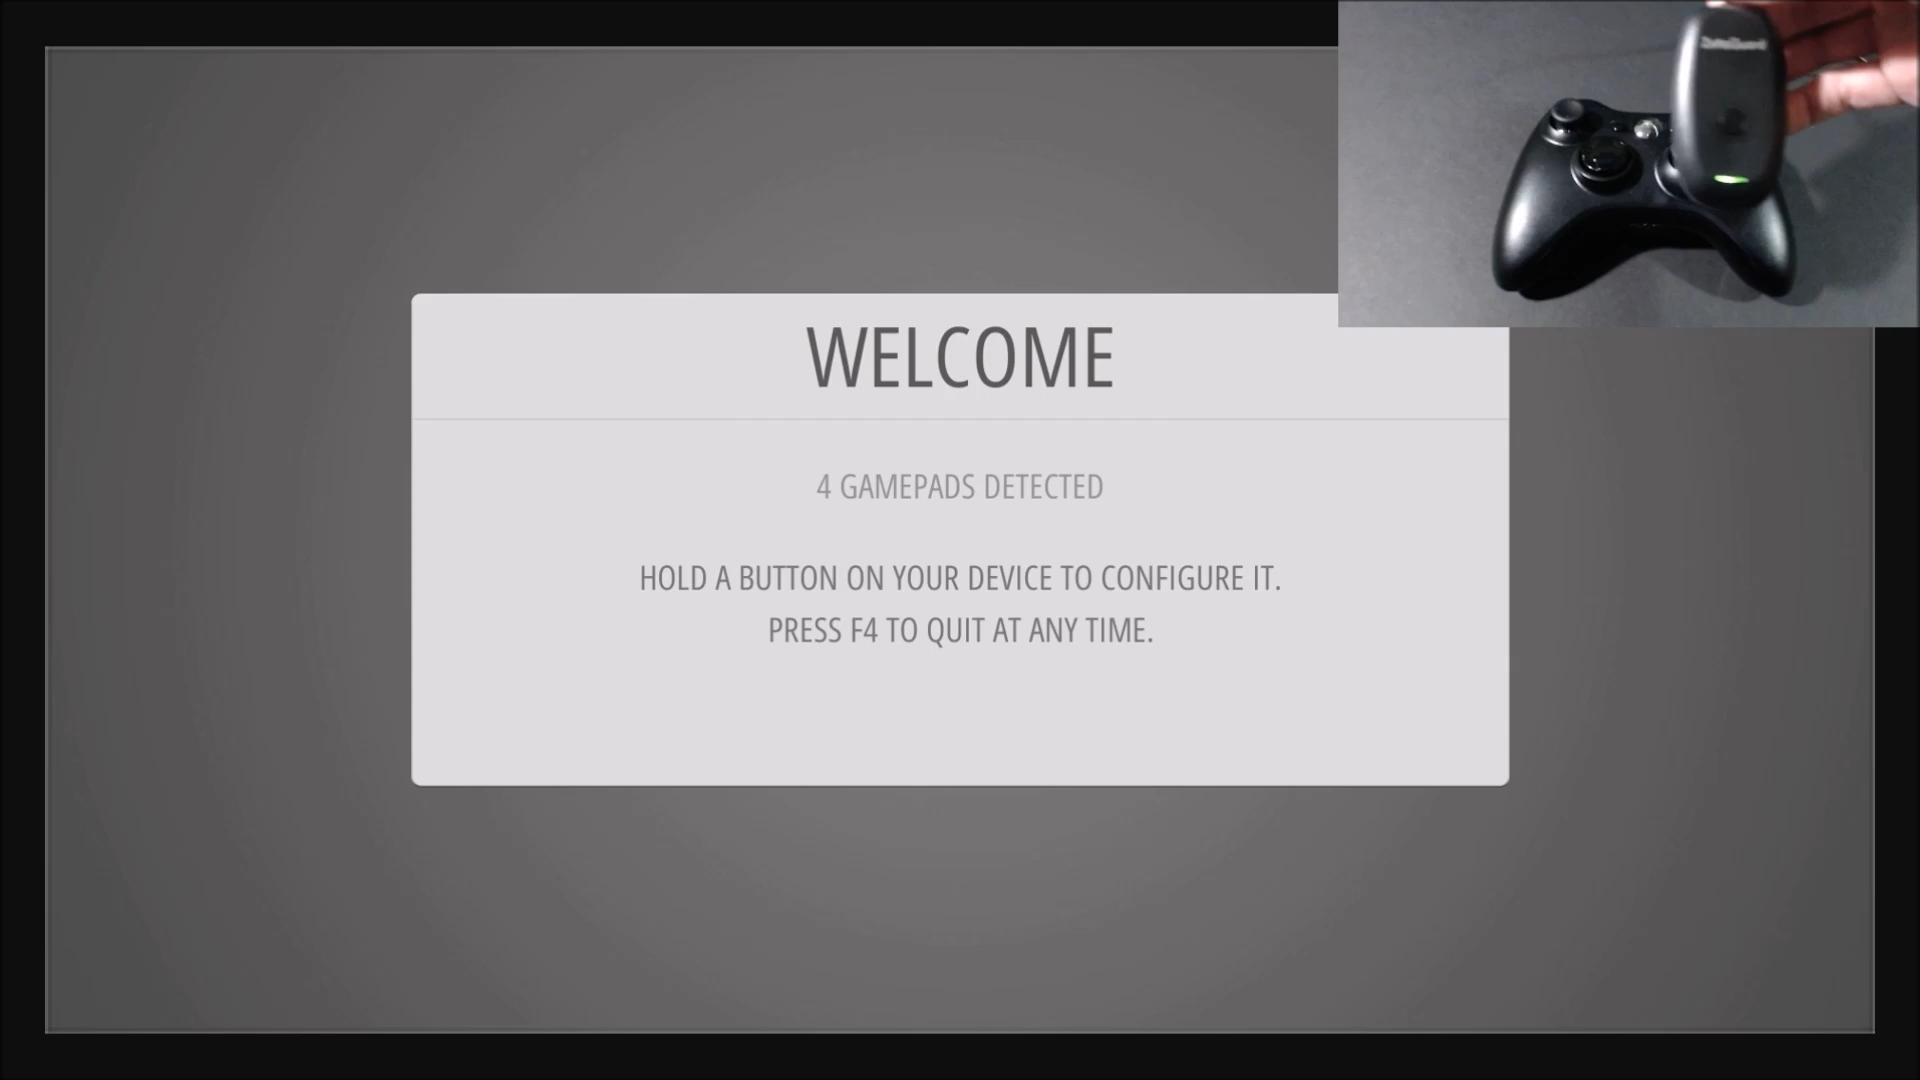 WELCOME
4 GAMEPADS DETECTED
HOLD A BUTTON ON YOUR DEVICE TO CONFIGURE IT.
PRESS F4 TO QUIT AT ANY TIME.